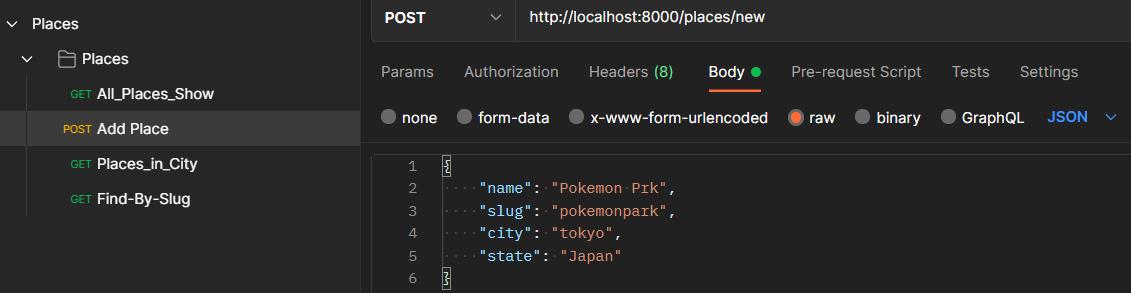 Places
Places
GET All_Places_Show
POST Add Place
GET Places_in_City
GET Find-By-Slug
POST http://localhost:8000/places/new
Params Authorization Headers (8) Body Pre-request Script Tests Settings
none form-data x-www-form-urlencoded raw binary GraphQL JSON
1 {
2 ····"name":·"Pokemon·Prk",
3 ····"slug":·"pokemonpark",
4 ····"city":·"tokyo",
5 ····"state":·"Japan"
6 }